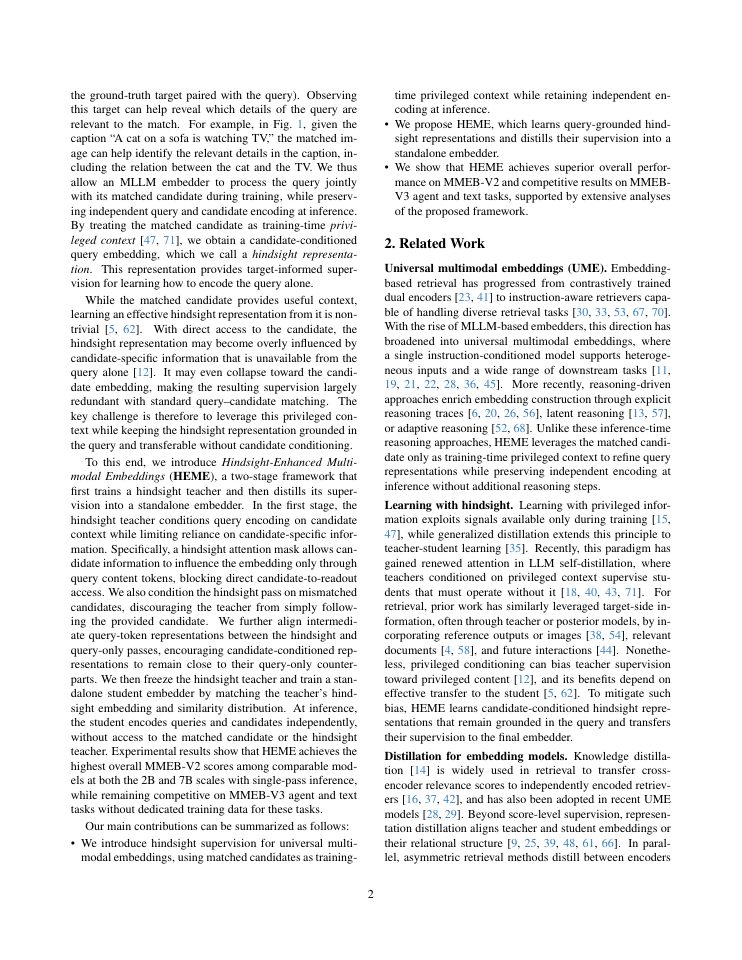 the ground-truth target paired with the query). Observing
this target can help reveal which details of the query are
relevant to the match. For example, in Fig. 1, given the
caption “A cat on a sofa is watching TV,” the matched im-
age can help identify the relevant details in the caption, in-
cluding the relation between the cat and the TV. We thus
allow an MLLM embedder to process the query jointly
with its matched candidate during training, while preserv-
ing independent query and candidate encoding at inference.
By treating the matched candidate as training-time privi-
leged context [47, 71], we obtain a candidate-conditioned
query embedding, which we call a hindsight representa-
tion. This representation provides target-informed super-
vision for learning how to encode the query alone.
While the matched candidate provides useful context,
learning an effective hindsight representation from it is non-
trivial [5, 62]. With direct access to the candidate, the
hindsight representation may become overly influenced by
candidate-specific information that is unavailable from the
query alone [12]. It may even collapse toward the candi-
date embedding, making the resulting supervision largely
redundant with standard query–candidate matching. The
key challenge is therefore to leverage this privileged con-
text while keeping the hindsight representation grounded in
the query and transferable without candidate conditioning.
To this end, we introduce Hindsight-Enhanced Multi-
modal Embeddings (HEME), a two-stage framework that
first trains a hindsight teacher and then distills its super-
vision into a standalone embedder. In the first stage, the
hindsight teacher conditions query encoding on candidate
context while limiting reliance on candidate-specific infor-
mation. Specifically, a hindsight attention mask allows can-
didate information to influence the embedding only through
query content tokens, blocking direct candidate-to-readout
access. We also condition the hindsight pass on mismatched
candidates, discouraging the teacher from simply follow-
ing the provided candidate. We further align intermedi-
ate query-token representations between the hindsight and
query-only passes, encouraging candidate-conditioned rep-
resentations to remain close to their query-only counter-
parts. We then freeze the hindsight teacher and train a stan-
dalone student embedder by matching the teacher’s hind-
sight embedding and similarity distribution. At inference,
the student encodes queries and candidates independently,
without access to the matched candidate or the hindsight
teacher. Experimental results show that HEME achieves the
highest overall MMEB-V2 scores among comparable mod-
els at both the 2B and 7B scales with single-pass inference,
while remaining competitive on MMEB-V3 agent and text
tasks without dedicated training data for these tasks.
Our main contributions can be summarized as follows:
• We introduce hindsight supervision for universal multi-
modal embeddings, using matched candidates as training-
time privileged context while retaining independent en-
coding at inference.
• We propose HEME, which learns query-grounded hind-
sight representations and distills their supervision into a
standalone embedder.
• We show that HEME achieves superior overall perfor-
mance on MMEB-V2 and competitive results on MMEB-
V3 agent and text tasks, supported by extensive analyses
of the proposed framework.
2. Related Work
Universal multimodal embeddings (UME). Embedding-
based retrieval has progressed from contrastively trained
dual encoders [23, 41] to instruction-aware retrievers capa-
ble of handling diverse retrieval tasks [30, 33, 53, 67, 70].
With the rise of MLLM-based embedders, this direction has
broadened into universal multimodal embeddings, where
a single instruction-conditioned model supports heteroge-
neous inputs and a wide range of downstream tasks [11,
19, 21, 22, 28, 36, 45]. More recently, reasoning-driven
approaches enrich embedding construction through explicit
reasoning traces [6, 20, 26, 56], latent reasoning [13, 57],
or adaptive reasoning [52, 68]. Unlike these inference-time
reasoning approaches, HEME leverages the matched candi-
date only as training-time privileged context to refine query
representations while preserving independent encoding at
inference without additional reasoning steps.
Learning with hindsight. Learning with privileged infor-
mation exploits signals available only during training [15,
47], while generalized distillation extends this principle to
teacher-student learning [35]. Recently, this paradigm has
gained renewed attention in LLM self-distillation, where
teachers conditioned on privileged context supervise stu-
dents that must operate without it [18, 40, 43, 71]. For
retrieval, prior work has similarly leveraged target-side in-
formation, often through teacher or posterior models, by in-
corporating reference outputs or images [38, 54], relevant
documents [4, 58], and future interactions [44]. Nonethe-
less, privileged conditioning can bias teacher supervision
toward privileged content [12], and its benefits depend on
effective transfer to the student [5, 62]. To mitigate such
bias, HEME learns candidate-conditioned hindsight repre-
sentations that remain grounded in the query and transfers
their supervision to the final embedder.
Distillation for embedding models. Knowledge distilla-
tion [14] is widely used in retrieval to transfer cross-
encoder relevance scores to independently encoded retriev-
ers [16, 37, 42], and has also been adopted in recent UME
models [28, 29]. Beyond score-level supervision, represen-
tation distillation aligns teacher and student embeddings or
their relational structure [9, 25, 39, 48, 61, 66]. In paral-
lel, asymmetric retrieval methods distill between encoders
2